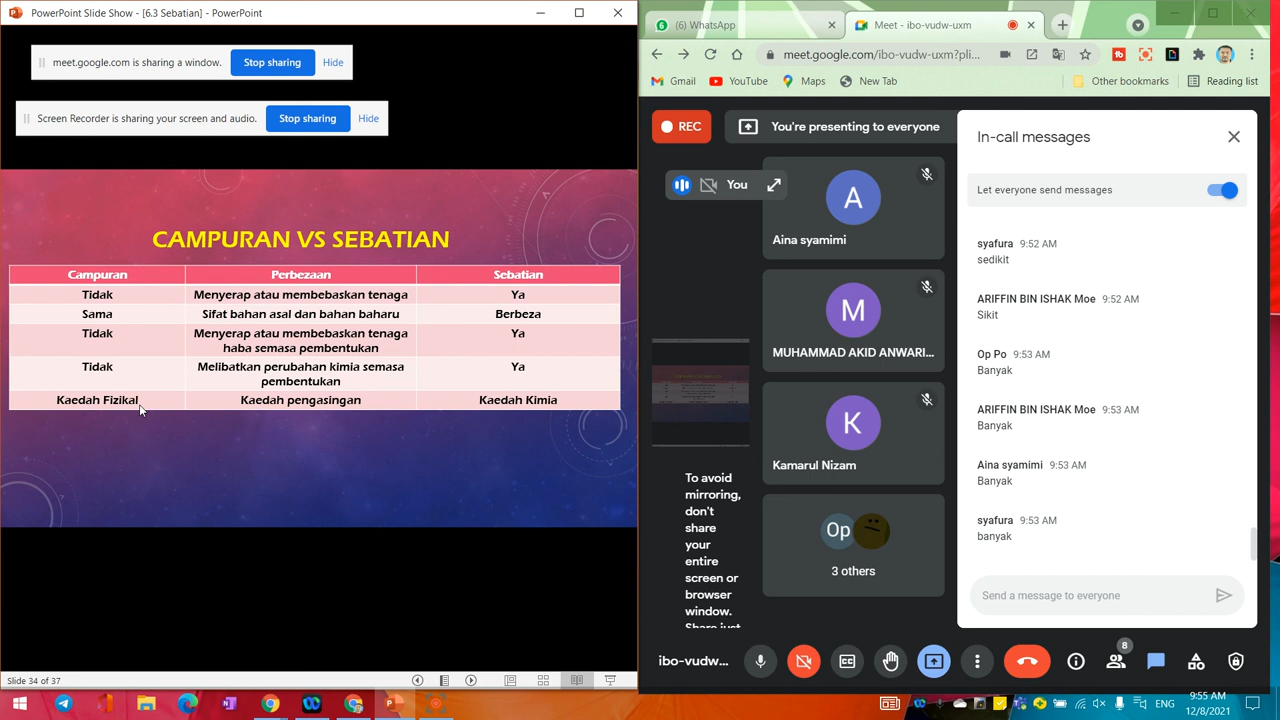 PowerPoint Slide Show - [6.3 Sebatian] - PowerPoint
meet.google.com is sharing a window.
Stop sharing
Hide
Screen Recorder is sharing your screen and audio.
Stop sharing
Hide
CAMPURAN VS SEBATIAN
Campuran Perbezaan Sebatian
Tidak Menyerap atau membebaskan tenaga Ya
Sama Sifat bahan asal dan bahan baharu Berbeza
Tidak Menyerap atau membebaskan tenaga Ya
haba semasa pembentukan
Tidak Melibatkan perubahan kimia semasa Ya
pembentukan
Kaedah Fizikal Kaedah pengasingan Kaedah Kimia
Slide 34 of 37
(6) WhatsApp
Meet - ibo-vudw-uxm
meet.google.com/ibo-vudw-uxm?pli...
Gmail
YouTube
Maps
New Tab
Other bookmarks
Reading list
REC
You're presenting to everyone
You
A
Aina syamimi
M
MUHAMMAD AKID ANWARI...
K
Kamarul Nizam
Op
3 others
To avoid
mirroring,
don't
share
your
entire
screen or
browser
window.
Share just
In-call messages
Let everyone send messages
syafura 9:52 AM
sedikit
ARIFFIN BIN ISHAK Moe 9:52 AM
Sikit
Op Po 9:53 AM
Banyak
ARIFFIN BIN ISHAK Moe 9:53 AM
Banyak
Aina syamimi 9:53 AM
Banyak
syafura 9:53 AM
banyak
Send a message to everyone
ibo-vudw...
8
9:55 AM
12/8/2021